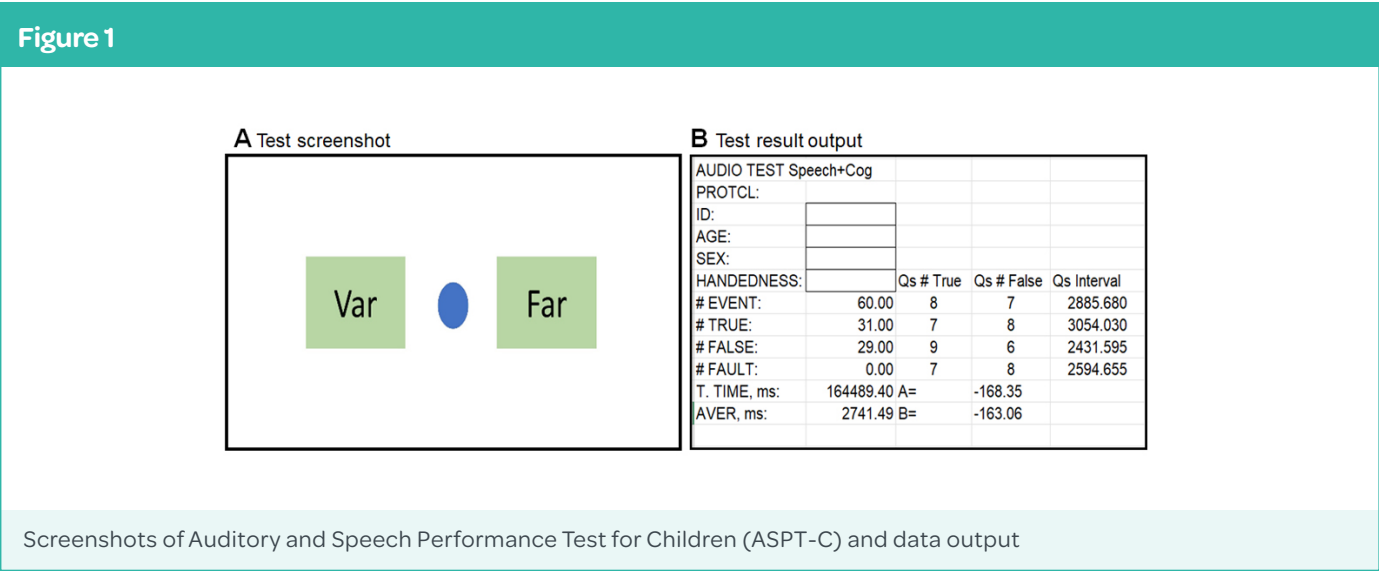 Figure 1
A Test screenshot
Var
Far
B Test result output
AUDIO TEST Speech+Cog
PROTCL:
ID:
AGE:
SEX:
HANDEDNESS: Qs # True Qs # False Qs Interval
# EVENT: 60.00 8 7 2885.680
# TRUE: 31.00 7 8 3054.030
# FALSE: 29.00 9 6 2431.595
# FAULT: 0.00 7 8 2594.655
T. TIME, ms: 164489.40 A= -168.35
AVER, ms: 2741.49 B= -163.06
Screenshots of Auditory and Speech Performance Test for Children (ASPT-C) and data output